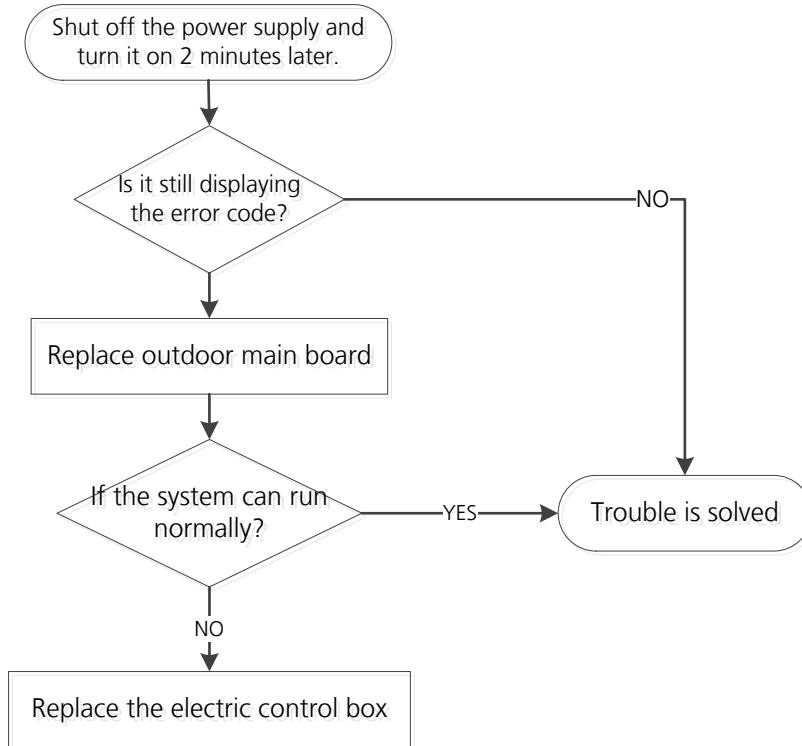 Shut off the power supply and
turn it on 2 minutes later.
Is it still displaying
the error code?
NO
Replace outdoor main board
If the system can run
normally?
YES
Trouble is solved
NO
Replace the electric control box